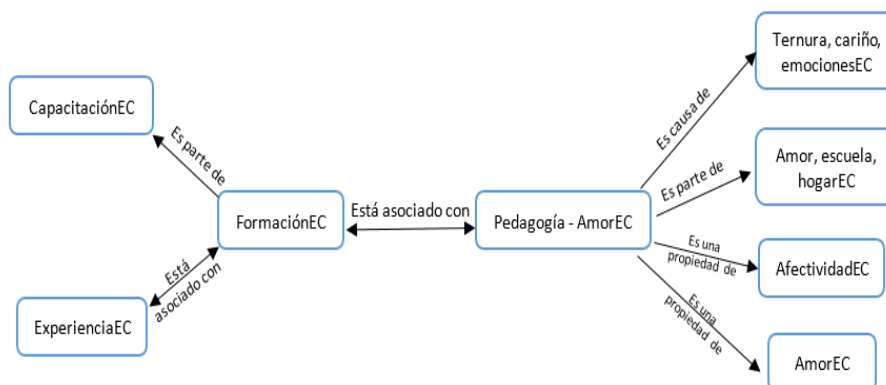 Ternura, cariño,
emocionesEC
CapacitaciónEC
Es causa de
Es parte de
Amor, escuela,
hogarEC
Es parte de
FormaciónEC
Está asociado con
Pedagogía - AmorEC
Es una
propiedad de
AfectividadEC
Está
asociado con
ExperienciaEC
Es una
propiedad de
AmorEC